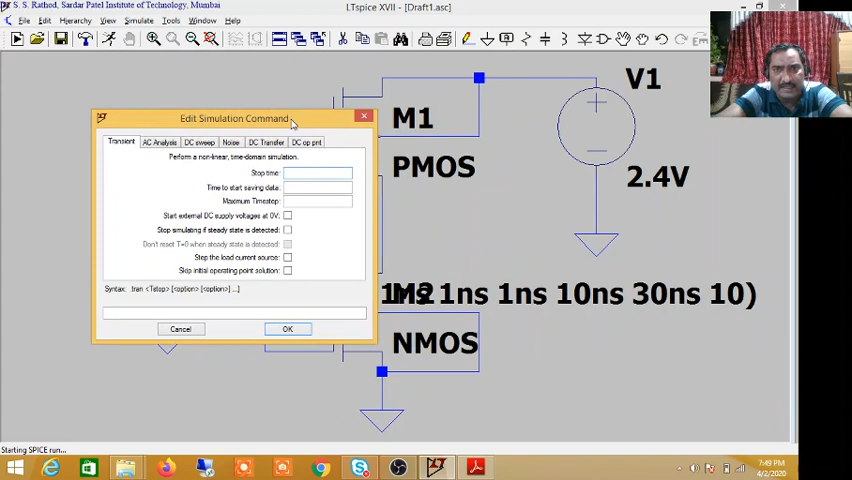 S. S. Rathod, Sardar Patel Institute of Technology, Mumbai
LTspice XVII - [Draft1.asc]
File Edit Hierarchy View Simulate Tools Window Help
V1
2.4V
M1
PMOS
M2
1ns 1ns 1ns 10ns 30ns 10)
NMOS
Edit Simulation Command
Transient AC Analysis DC sweep Noise DC Transfer DC op pnt
Perform a non-linear, time-domain simulation.
Stop time:
Time to start saving data:
Maximum Timestep:
Start external DC supply voltages at 0V:
Stop simulating if steady state is detected:
Don't reset T=0 when steady state is detected:
Step the load current source:
Skip initial operating point solution:
Syntax: .tran <Tstop> [<option> [<option>] ...]
Cancel OK
Starting SPICE run...
7:49 PM
4/2/2020